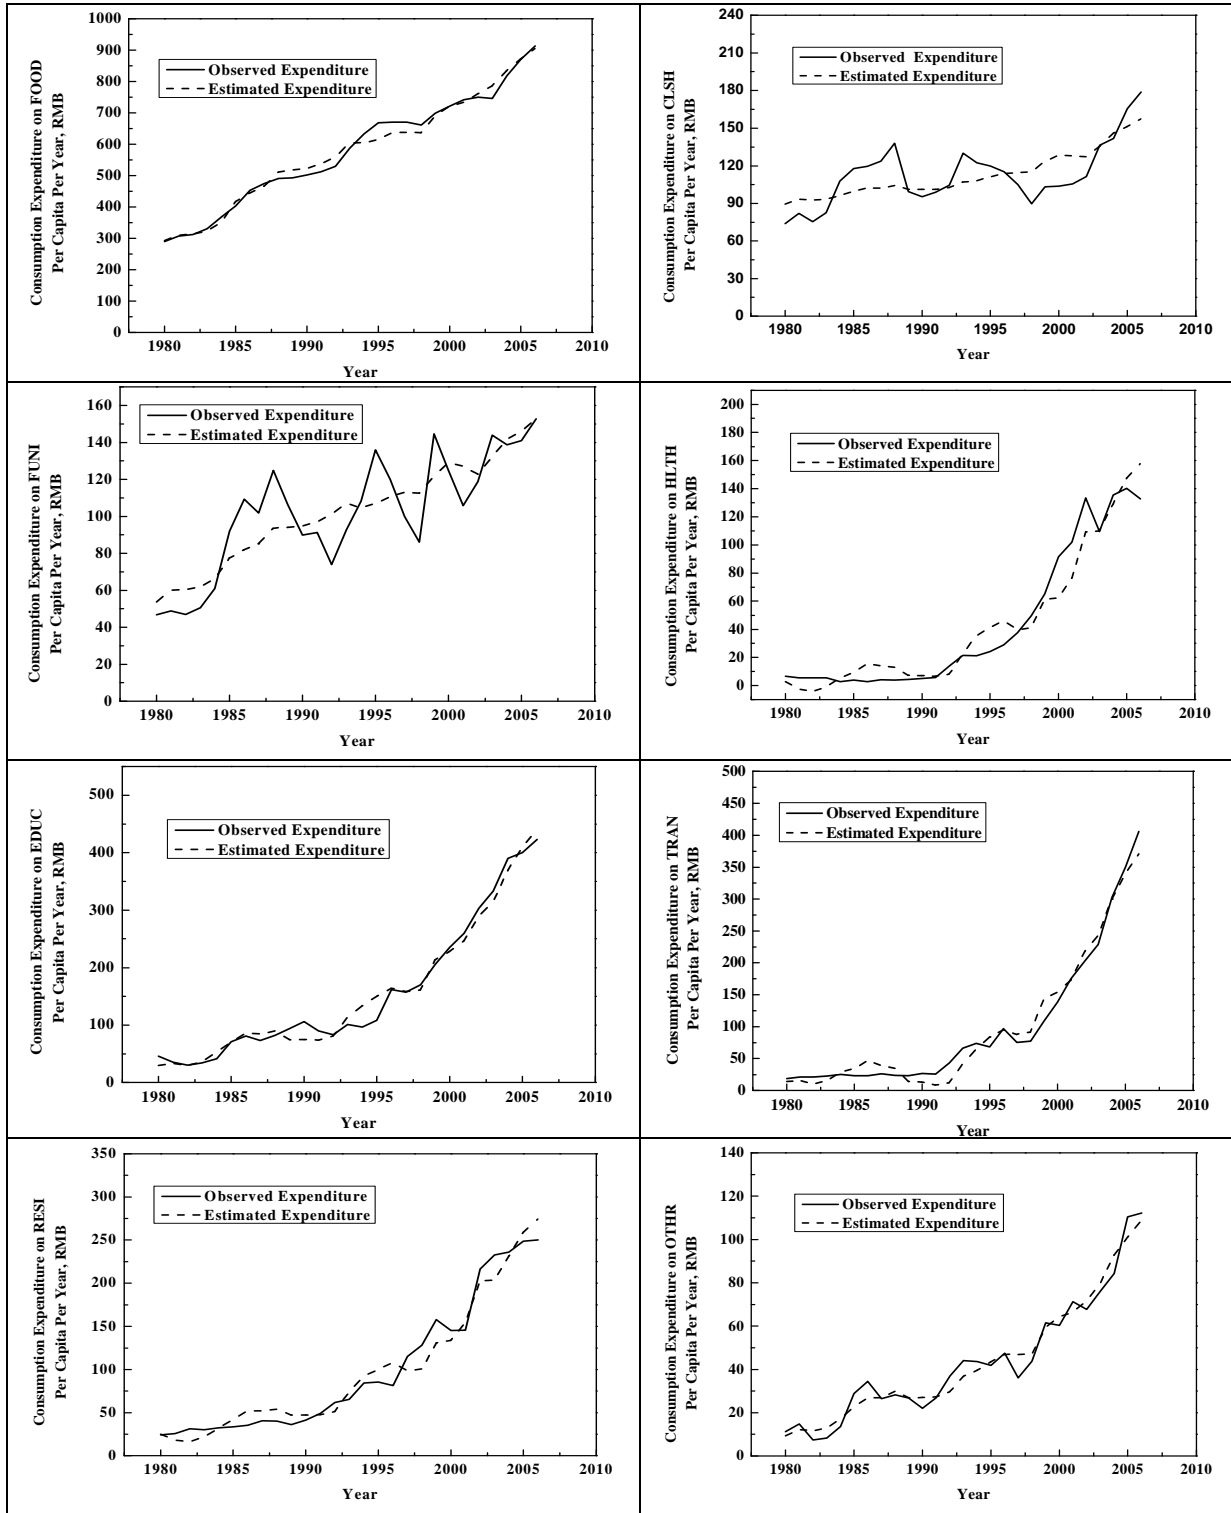 Consumption Expenditure on FOOD
Per Capita Per Year, RMB
1000
900
800
700
600
500
400
300
200
100
0
Observed Expenditure
Estimated Expenditure
1980 1985 1990 1995 2000 2005 2010
Year
Consumption Expenditure on CLSH
Per Capita Per Year, RMB
240
210
180
150
120
90
60
30
0
Observed Expenditure
Estimated Expenditure
1980 1985 1990 1995 2000 2005 2010
Year
Consumption Expenditure on FUNI
Per Capita Per Year, RMB
160
140
120
100
80
60
40
20
0
Observed Expenditure
Estimated Expenditure
1980 1985 1990 1995 2000 2005 2010
Year
Consumption Expenditure on HLTH
Per Capita Per Year, RMB
200
180
160
140
120
100
80
60
40
20
0
Observed Expenditure
Estimated Expenditure
1980 1985 1990 1995 2000 2005 2010
Year
Consumption Expenditure on EDUC
Per Capita Per Year, RMB
500
400
300
200
100
0
Observed Expenditure
Estimated Expenditure
1980 1985 1990 1995 2000 2005 2010
Year
Consumption Expenditure on TRAN
Per Capita Per Year, RMB
500
450
400
350
300
250
200
150
100
50
0
Observed Expenditure
Estimated Expenditure
1980 1985 1990 1995 2000 2005 2010
Year
Consumption Expenditure on RESI
Per Capita Per Year, RMB
350
300
250
200
150
100
50
0
Observed Expenditure
Estimated Expenditure
1980 1985 1990 1995 2000 2005 2010
Year
Consumption Expenditure on OTHR
Per Capita Per Year, RMB
140
120
100
80
60
40
20
0
Observed Expenditure
Estimated Expenditure
1980 1985 1990 1995 2000 2005 2010
Year